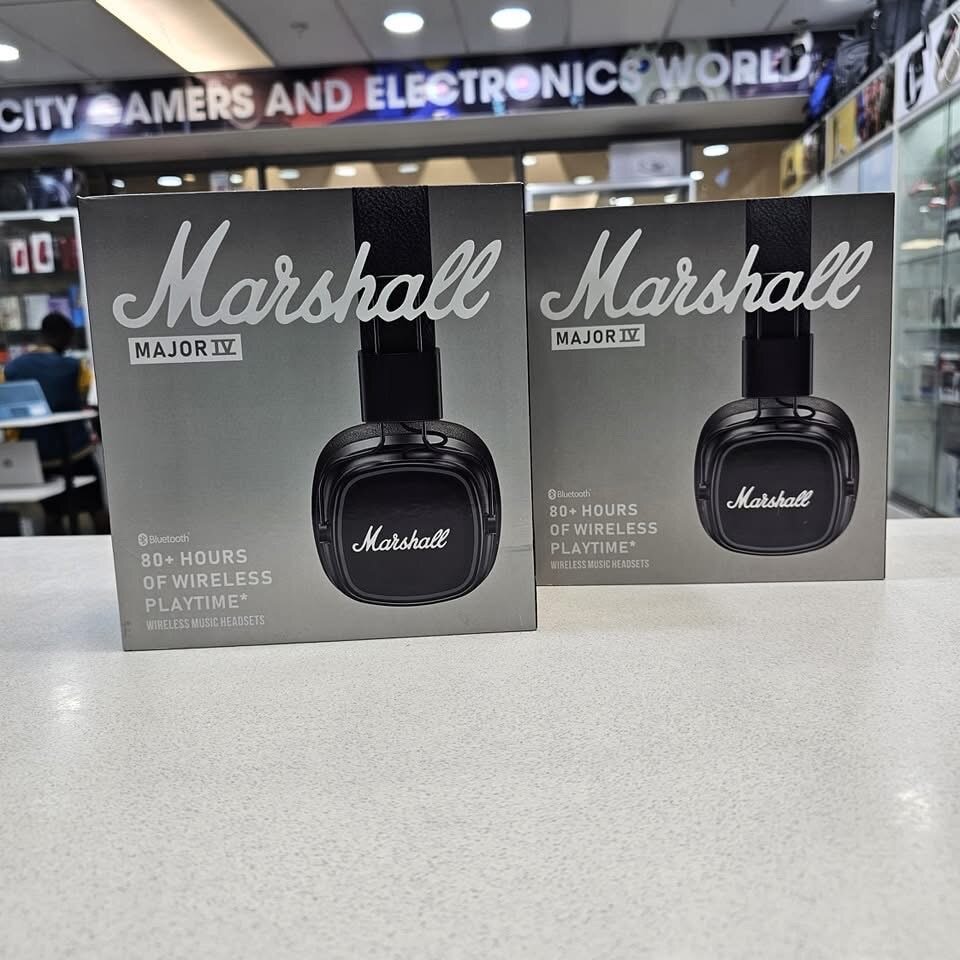 CITY GAMERS AND ELECTRONICS WORLD
Marshall
MAJOR IV
Marshall
Bluetooth
80+ HOURS
OF WIRELESS
PLAYTIME*
WIRELESS MUSIC HEADSETS
Marshall
MAJOR IV
Marshall
Bluetooth
80+ HOURS
OF WIRELESS
PLAYTIME*
WIRELESS MUSIC HEADSETS